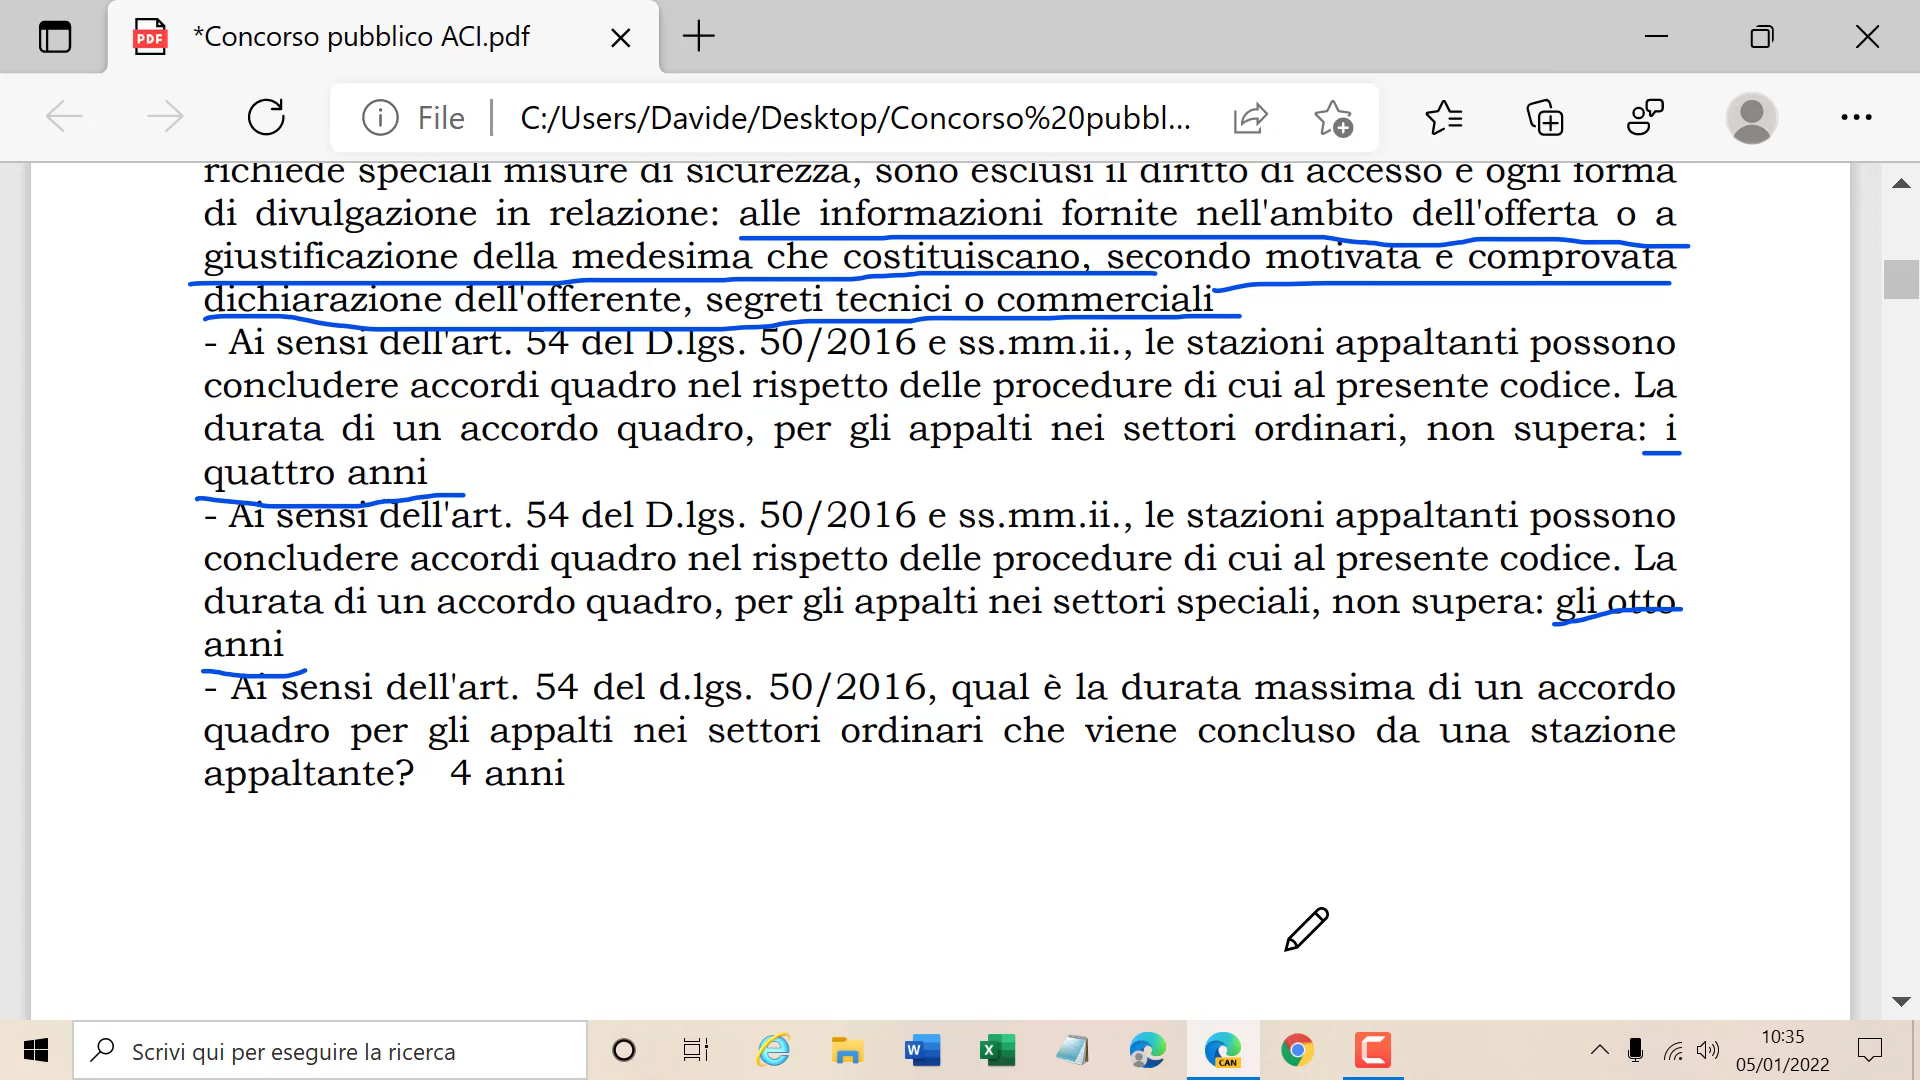 *Concorso pubblico ACI.pdf
File
C:/Users/Davide/Desktop/Concorso%20pubbl...
richiede speciali misure di sicurezza, sono esclusi il diritto di accesso e ogni forma
di divulgazione in relazione: alle informazioni fornite nell'ambito dell'offerta o a
giustificazione della medesima che costituiscano, secondo motivata e comprovata
dichiarazione dell'offerente, segreti tecnici o commerciali
- Ai sensi dell'art. 54 del D.lgs. 50/2016 e ss.mm.ii., le stazioni appaltanti possono
concludere accordi quadro nel rispetto delle procedure di cui al presente codice. La
durata di un accordo quadro, per gli appalti nei settori ordinari, non supera: i
quattro anni
- Ai sensi dell'art. 54 del D.lgs. 50/2016 e ss.mm.ii., le stazioni appaltanti possono
concludere accordi quadro nel rispetto delle procedure di cui al presente codice. La
durata di un accordo quadro, per gli appalti nei settori speciali, non supera: gli otto
anni
- Ai sensi dell'art. 54 del d.lgs. 50/2016, qual è la durata massima di un accordo
quadro per gli appalti nei settori ordinari che viene concluso da una stazione
appaltante? 4 anni
Scrivi qui per eseguire la ricerca
CAN
10:35
05/01/2022